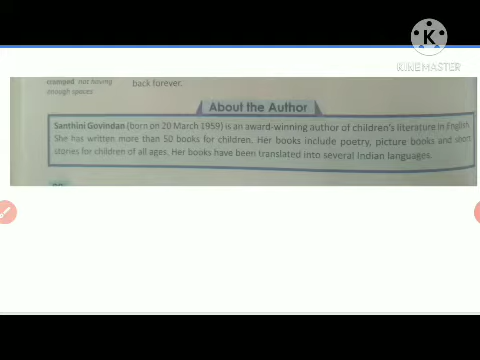 K
KINEMASTER
cramped not having
enough spaces
back forever.
About the Author
Santhini Govindan (born on 20 March 1959) is an award-winning author of children's literature in English.
She has written more than 50 books for children. Her books include poetry, picture books and short
stories for children of all ages. Her books have been translated into several Indian languages.